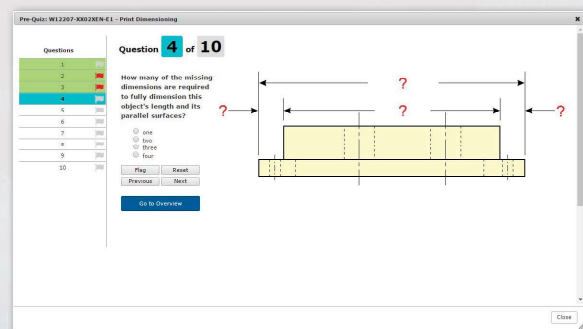 Pre-Quiz: W12207-XX02XEN-E1 - Print Dimensioning
×
Questions
1
2
3
4
5
6
7
8
9
10
Question 4 of 10
How many of the missing
dimensions are required
to fully dimension this
object's length and its
parallel surfaces?
one
two
three
four
Flag Reset
Previous Next
Go to Overview
?
? ? ?
Close